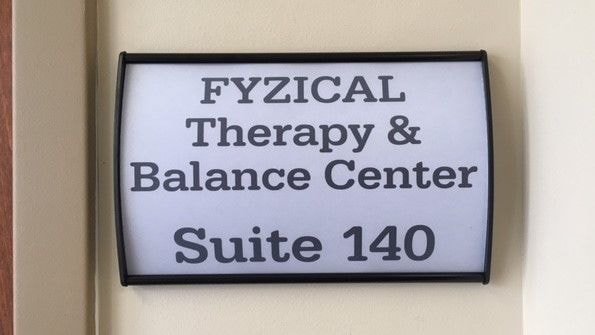 FYZICAL
Therapy &
Balance Center
Suite 140